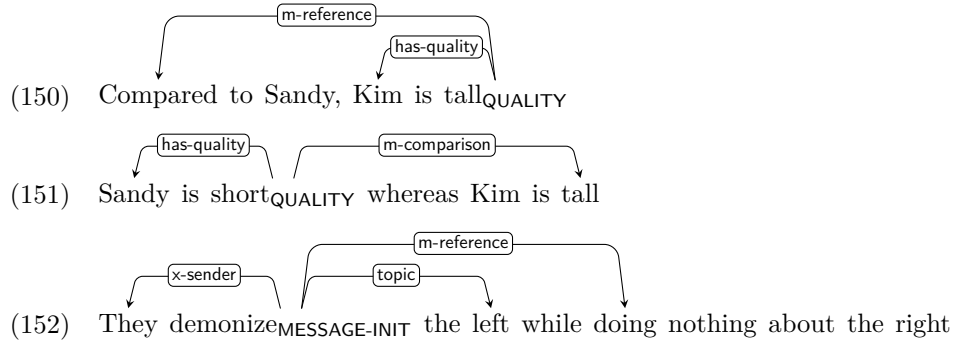 m-reference
has-quality
(150) Compared to Sandy, Kim is tallQUALITY
has-quality m-comparison
(151) Sandy is shortQUALITY whereas Kim is tall
m-reference
x-sender topic
(152) They demonizeMESSAGE-INIT the left while doing nothing about the right